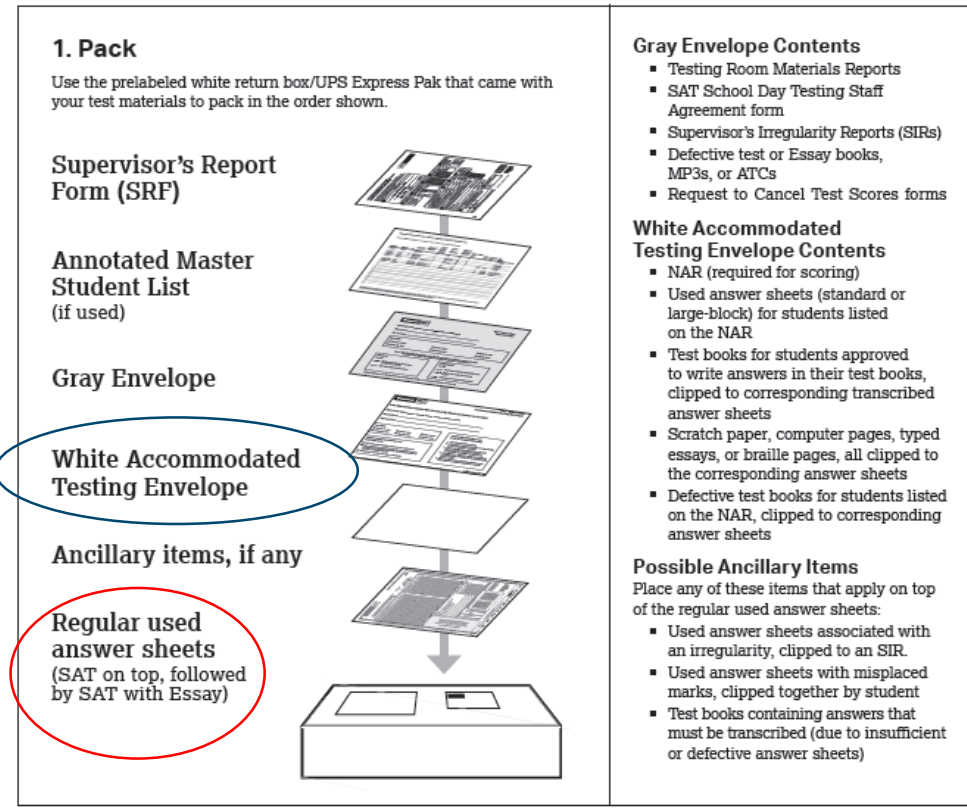 1. Pack
Use the prelabeled white return box/UPS Express Pak that came with
your test materials to pack in the order shown.
Supervisor's Report
Form (SRF)
Annotated Master
Student List
(if used)
Gray Envelope
White Accommodated
Testing Envelope
Ancillary items, if any
Regular used
answer sheets
(SAT on top, followed
by SAT with Essay)
Gray Envelope Contents
▪ Testing Room Materials Reports
▪ SAT School Day Testing Staff
Agreement form
▪ Supervisor's Irregularity Reports (SIRs)
▪ Defective test or Essay books,
MP3s, or ATCs
▪ Request to Cancel Test Scores forms
White Accommodated
Testing Envelope Contents
▪ NAR (required for scoring)
▪ Used answer sheets (standard or
large-block) for students listed
on the NAR
▪ Test books for students approved
to write answers in their test books,
clipped to corresponding transcribed
answer sheets
▪ Scratch paper, computer pages, typed
essays, or braille pages, all clipped to
the corresponding answer sheets
▪ Defective test books for students listed
on the NAR, clipped to corresponding
answer sheets
Possible Ancillary Items
Place any of these items that apply on top
of the regular used answer sheets:
▪ Used answer sheets associated with
an irregularity, clipped to an SIR.
▪ Used answer sheets with misplaced
marks, clipped together by student
▪ Test books containing answers that
must be transcribed (due to insufficient
or defective answer sheets)